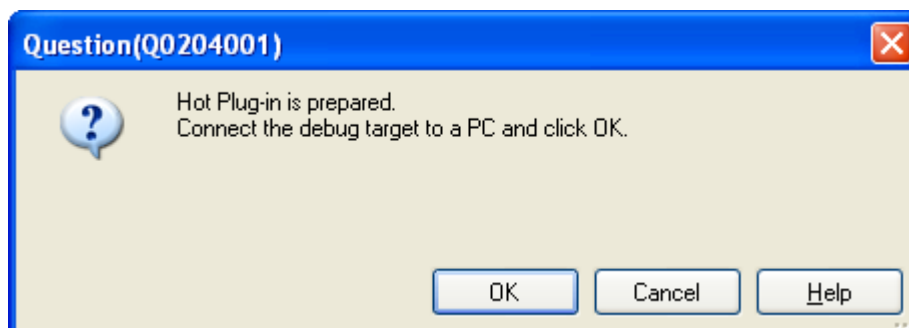 Question(Q0204001)
Hot Plug-in is prepared.
Connect the debug target to a PC and click OK.
OK
Cancel
Help